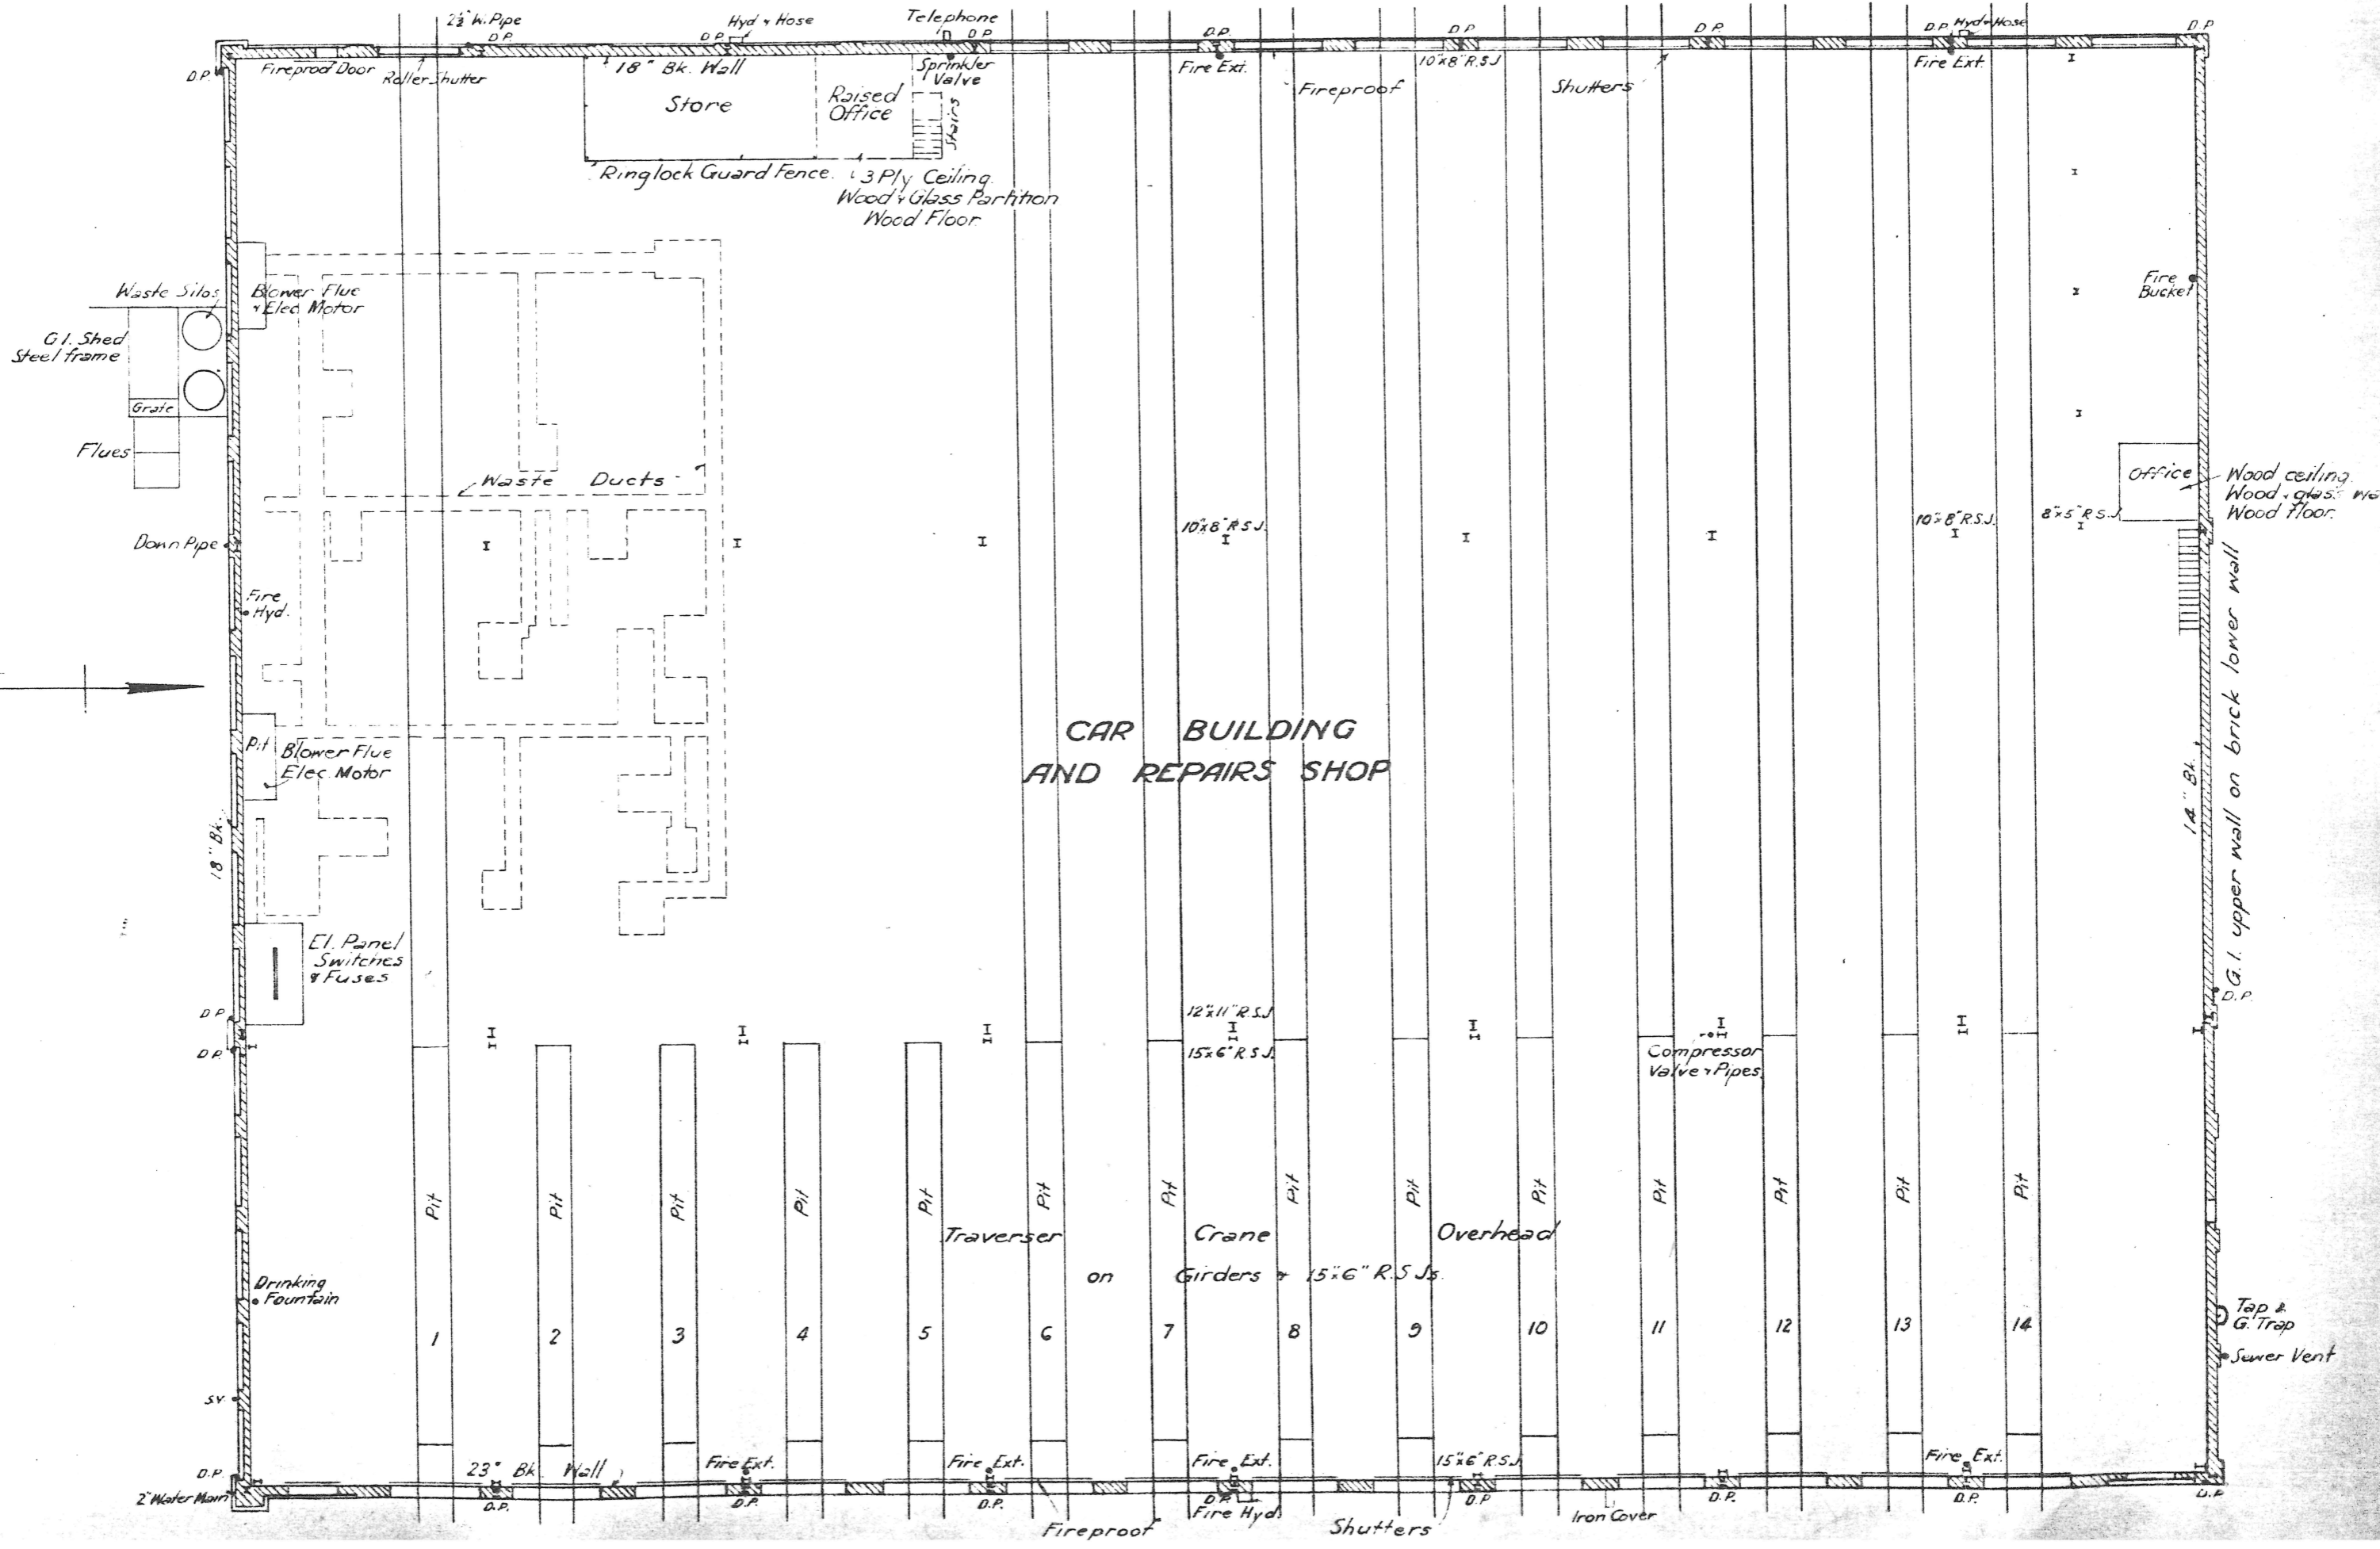 2½" W. Pipe
D.P.
D.P.
Hyd & Hose
Telephone
D.P.
D.P.
D.P.
D.P.
D.P.
Hyd & Hose
D.P.
D.P.
Fireproof Door
Roller Shutter
18" Bk. Wall
Sprinkler
Valve
Fire Ext.
10"x8" R.S.J
Fire Ext.
Fireproof
Shutters
Store
Raised
Office
Stairs
Ringlock Guard Fence.
3 Ply Ceiling.
Wood & Glass Partition
Wood Floor
Waste Silos
Blower Flue
& Elec Motor
G.I. Shed
Steel frame
Grate
Flues
Fire
Bucket
Waste Ducts
Office
Wood ceiling.
Wood & glass
Wood floor.
Down Pipe
10"x8" R.S.J.
10"x8" R.S.J.
8"x5" R.S.J.
Fire
Hyd.
CAR BUILDING
AND REPAIRS SHOP
Pit
Blower Flue
Elec. Motor
18" Bk.
14" Bk.
G.I. upper wall on brick lower wall
El. Panel
Switches
& Fuses
D.P.
D.P.
D.P.
12"x11" R.S.J
15"x6" R.S.J.
Compressor
Valve & Pipes.
Pit
Pit
Pit
Pit
Pit
Pit
Pit
Pit
Pit
Pit
Pit
Pit
Pit
Pit
Traverser Crane Overhead
on Girders & 15"x6" R.S.Js.
Drinking
Fountain
1
2
3
4
5
6
7
8
9
10
11
12
13
14
Tap &
G. Trap
Sewer Vent
S.V.
D.P.
23" Bk. Wall
Fire Ext.
Fire Ext.
Fire Ext.
15"x6" R.S.J.
Fire Ext.
2" Water Main
D.P.
D.P.
D.P.
D.P.
D.P.
D.P.
D.P.
D.P.
Fire Hyd.
Iron Cover
Fireproof
Shutters